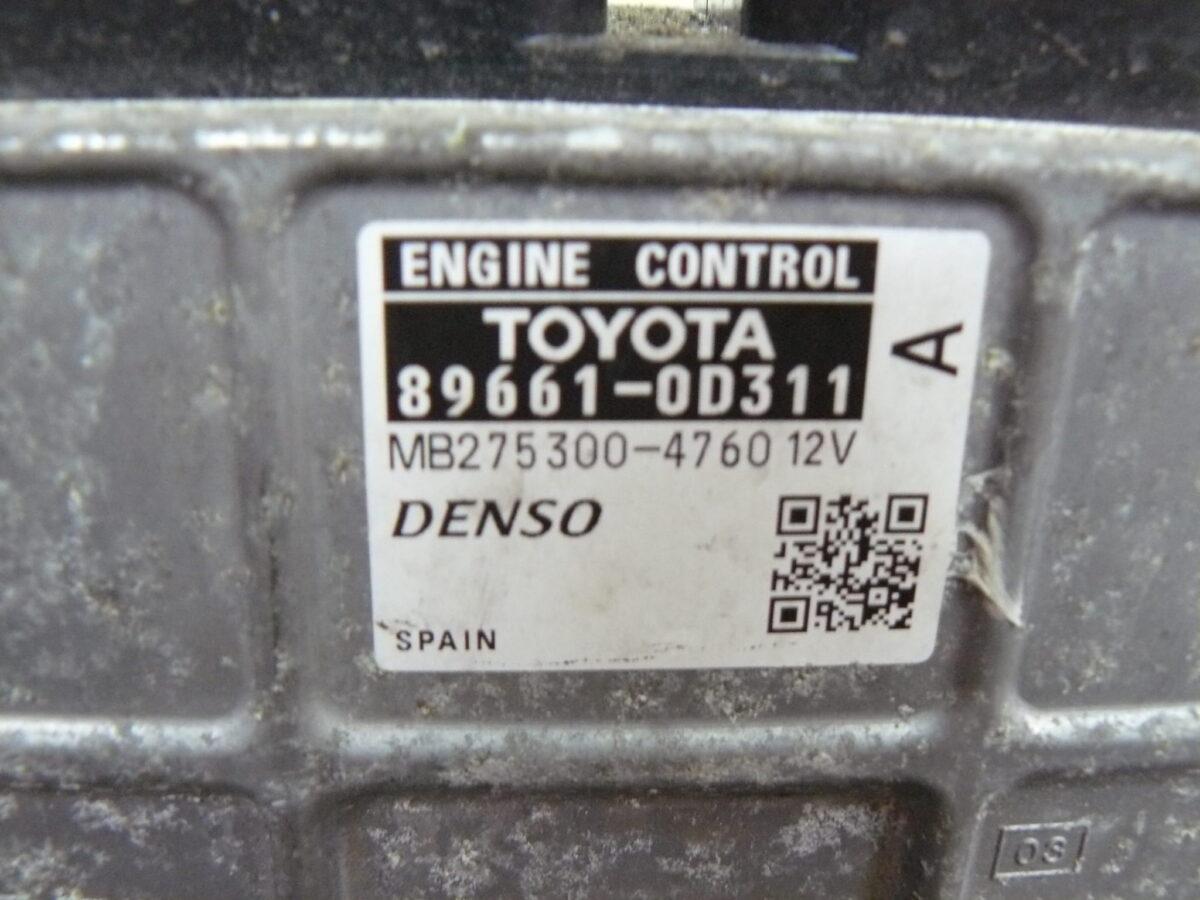 ENGINE CONTROL
TOYOTA
89661-0D311
A
MB275300-4760 12V
DENSO
SPAIN
03